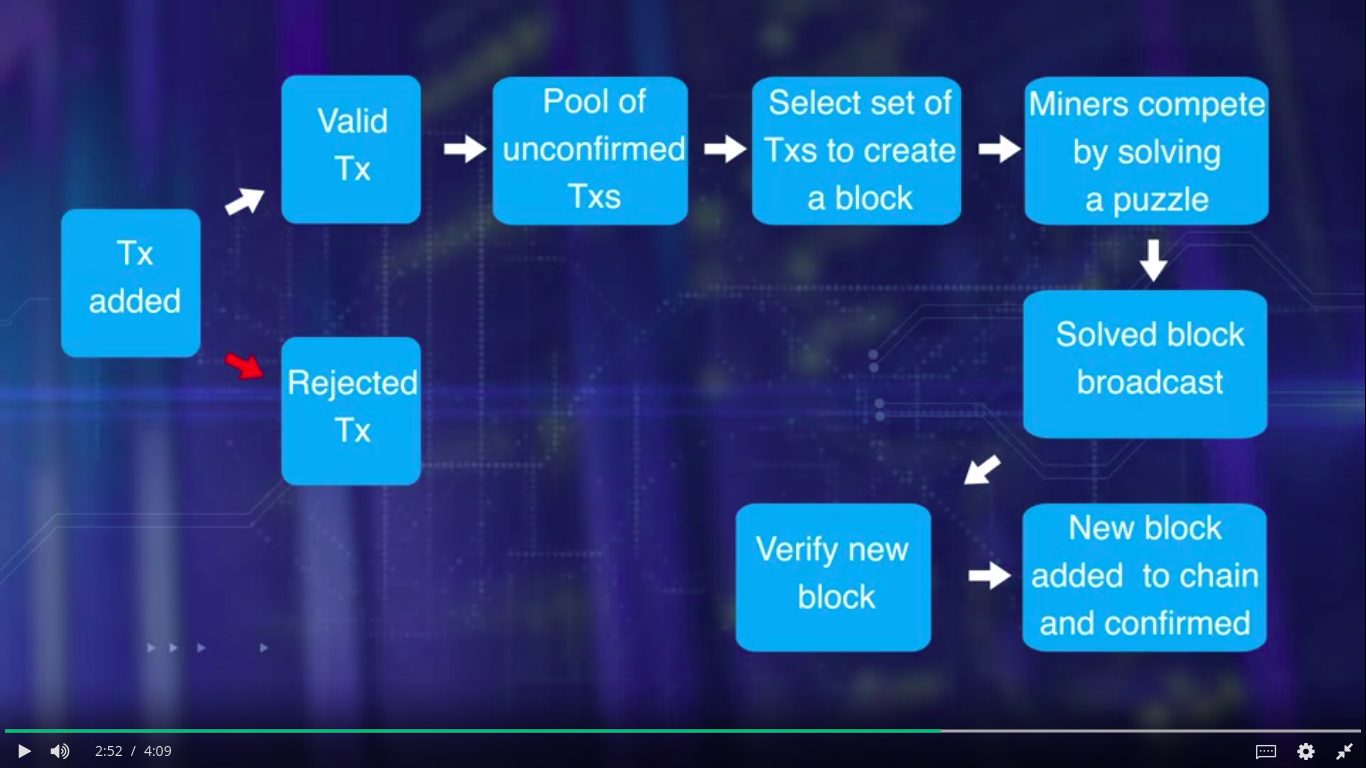 Valid
Tx
Pool of
unconfirmed
Txs
Select set of
Txs to create
a block
Miners compete
by solving
a puzzle
Tx
added
Rejected
Tx
Solved block
broadcast
Verify new
block
New block
added  to chain
and confirmed
2:52 / 4:09